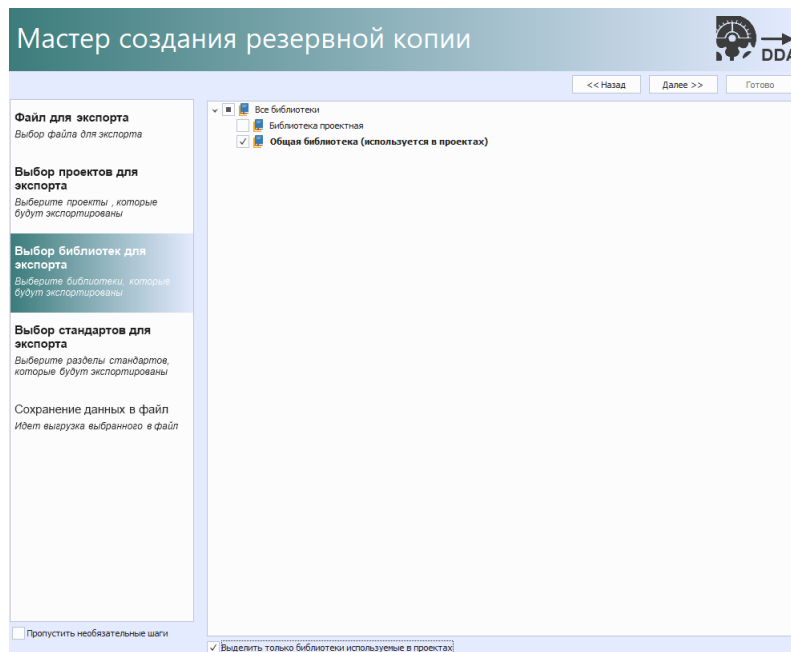 Мастер создания резервной копии
DDA
<< Назад
Далее >>
Готово
Файл для экспорта
Выбор файла для экспорта
Выбор проектов для
экспорта
Выберите проекты , которые
будут экспортированы
Выбор библиотек для
экспорта
Выберите библиотеки, которые
будут экспортированы
Выбор стандартов для
экспорта
Выберите разделы стандартов,
которые будут экспортированы
Сохранение данных в файл
Идет выгрузка выбранного в файл
Все библиотеки
Библиотека проектная
Общая библиотека (используется в проектах)
Пропустить необязательные шаги
Выделить только библиотеки используемые в проектах